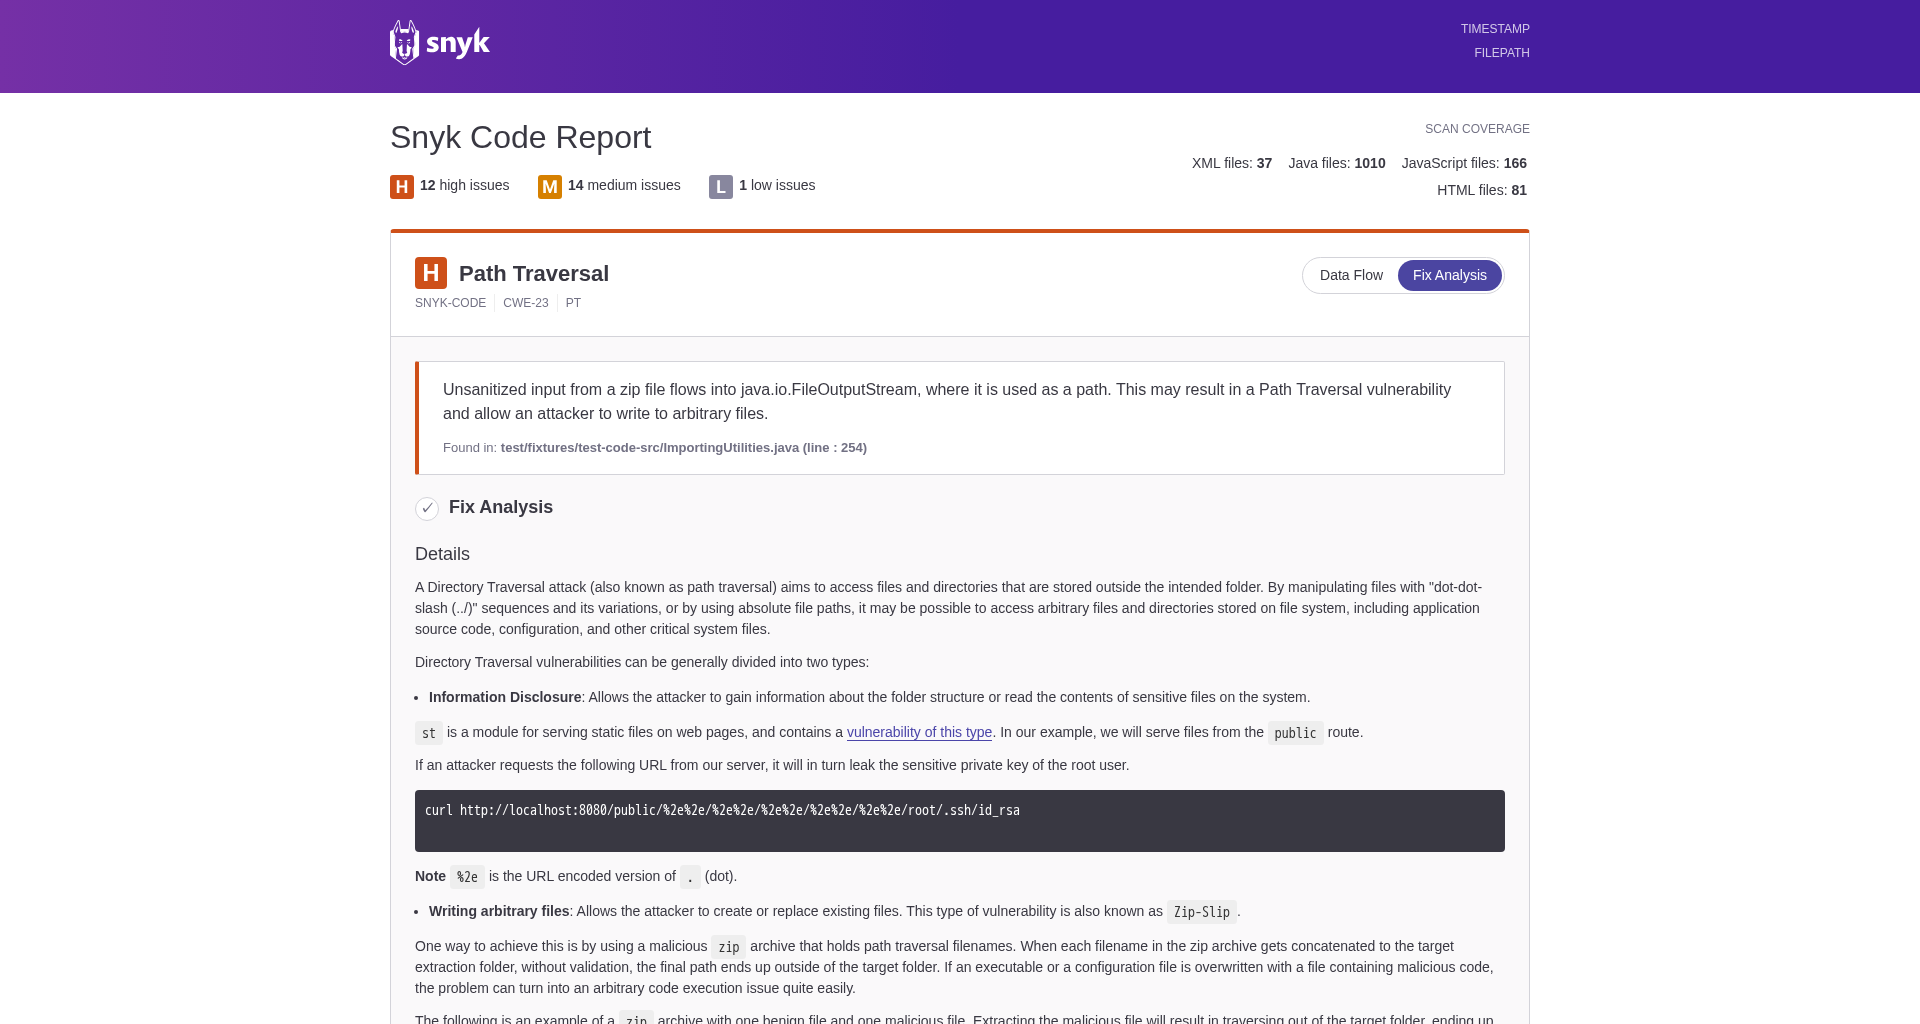 snyk
TIMESTAMP
FILEPATH
Snyk Code Report
H 12 high issues M 14 medium issues L 1 low issues
SCAN COVERAGE
XML files: 37 Java files: 1010 JavaScript files: 166
HTML files: 81
H Path Traversal
SNYK-CODE CWE-23 PT
Data Flow Fix Analysis
Unsanitized input from a zip file flows into java.io.FileOutputStream, where it is used as a path. This may result in a Path Traversal vulnerability
and allow an attacker to write to arbitrary files.
Found in: test/fixtures/test-code-src/ImportingUtilities.java (line : 254)
✓ Fix Analysis
Details
A Directory Traversal attack (also known as path traversal) aims to access files and directories that are stored outside the intended folder. By manipulating files with "dot-dot-
slash (../)" sequences and its variations, or by using absolute file paths, it may be possible to access arbitrary files and directories stored on file system, including application
source code, configuration, and other critical system files.
Directory Traversal vulnerabilities can be generally divided into two types:
• Information Disclosure: Allows the attacker to gain information about the folder structure or read the contents of sensitive files on the system.
st is a module for serving static files on web pages, and contains a vulnerability of this type. In our example, we will serve files from the public route.
If an attacker requests the following URL from our server, it will in turn leak the sensitive private key of the root user.
curl http://localhost:8080/public/%2e%2e/%2e%2e/%2e%2e/%2e%2e/%2e%2e/root/.ssh/id_rsa
Note %2e is the URL encoded version of . (dot).
• Writing arbitrary files: Allows the attacker to create or replace existing files. This type of vulnerability is also known as Zip-Slip.
One way to achieve this is by using a malicious zip archive that holds path traversal filenames. When each filename in the zip archive gets concatenated to the target
extraction folder, without validation, the final path ends up outside of the target folder. If an executable or a configuration file is overwritten with a file containing malicious code,
the problem can turn into an arbitrary code execution issue quite easily.
The following is an example of a zip archive with one benign file and one malicious file. Extracting the malicious file will result in traversing out of the target folder, ending up